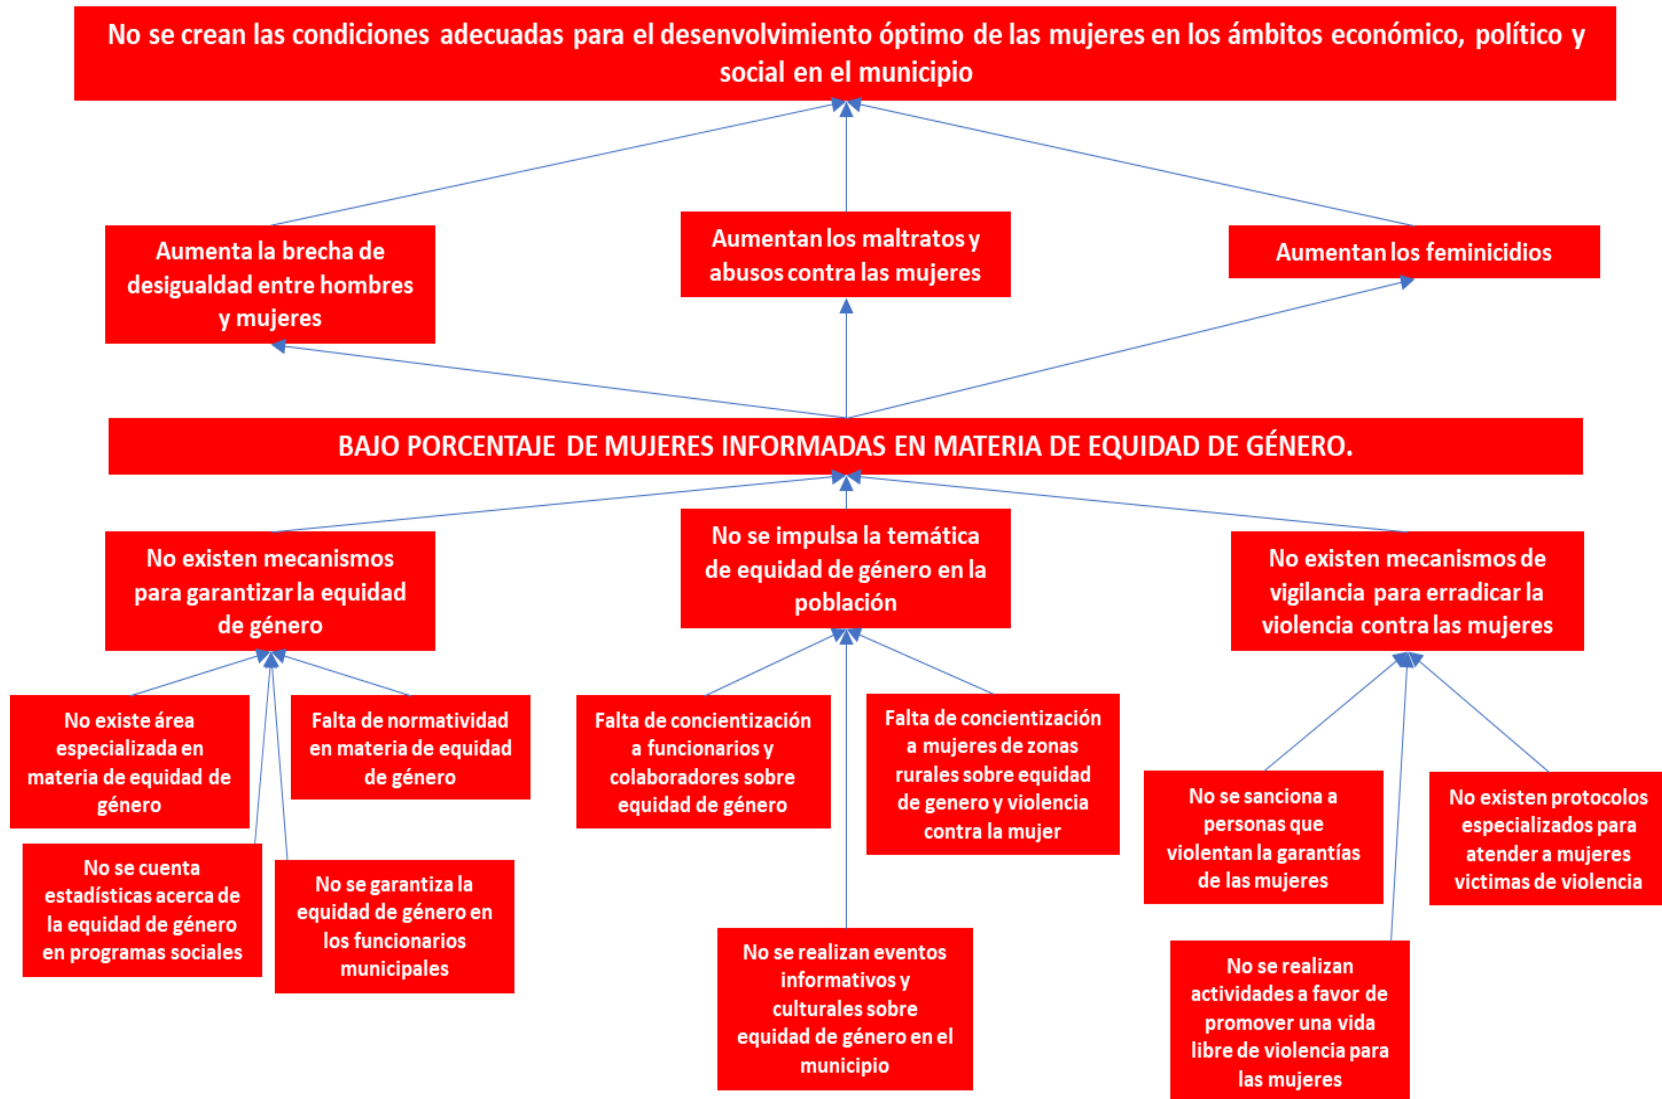 No se crean las condiciones adecuadas para el desenvolvimiento óptimo de las mujeres en los ámbitos económico, político y
social en el municipio
Aumenta la brecha de
desigualdad entre hombres
y mujeres
Aumentan los maltratos y
abusos contra las mujeres
Aumentan los feminicidios
BAJO PORCENTAJE DE MUJERES INFORMADAS EN MATERIA DE EQUIDAD DE GÉNERO.
No existen mecanismos
para garantizar la equidad
de género
No se impulsa la temática
de equidad de género en la
población
No existen mecanismos de
vigilancia para erradicar la
violencia contra las mujeres
No existe área
especializada en
materia de equidad de
género
Falta de normatividad
en materia de equidad
de género
No se cuenta
estadísticas acerca de
la equidad de género
en programas sociales
No se garantiza la
equidad de género en
los funcionarios
municipales
Falta de concientización
a funcionarios y
colaboradores sobre
equidad de género
Falta de concientización
a mujeres de zonas
rurales sobre equidad
de genero y violencia
contra la mujer
No se realizan eventos
informativos y
culturales sobre
equidad de género en el
municipio
No se sanciona a
personas que
violentan la garantías
de las mujeres
No existen protocolos
especializados para
atender a mujeres
victimas de violencia
No se realizan
actividades a favor de
promover una vida
libre de violencia para
las mujeres